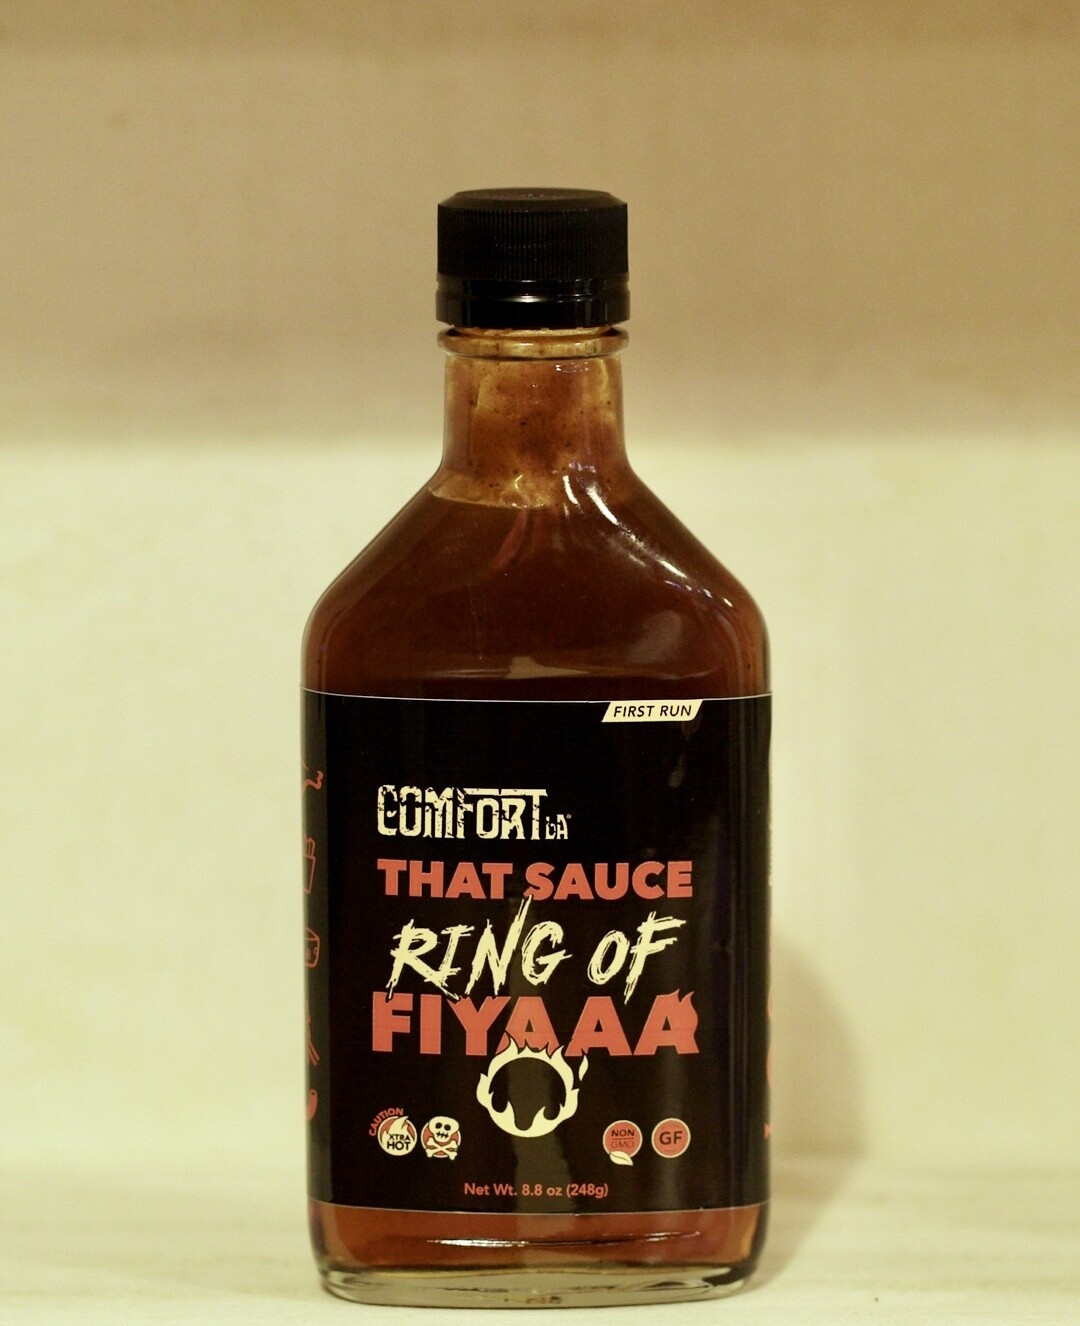 FIRST RUN
COMFORT LA
THAT SAUCE
RING OF
FIYAAA
CAUTION
XTRA
HOT
NON
GMO
GF
Net Wt. 8.8 oz (248g)